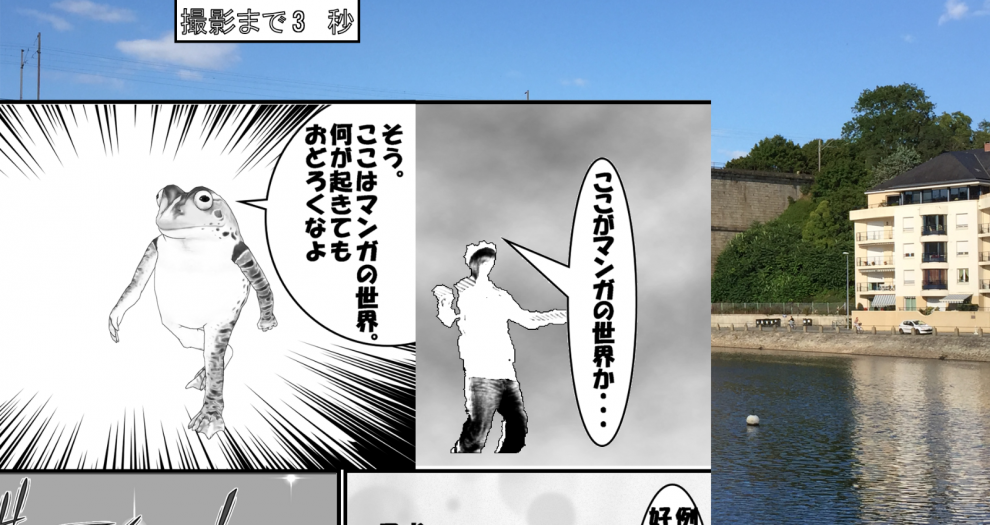 撮影まで3 秒
ここがマンガの世界か・・・
そう。
ここはマンガの世界。
何が起きても
おどろくなよ
好例